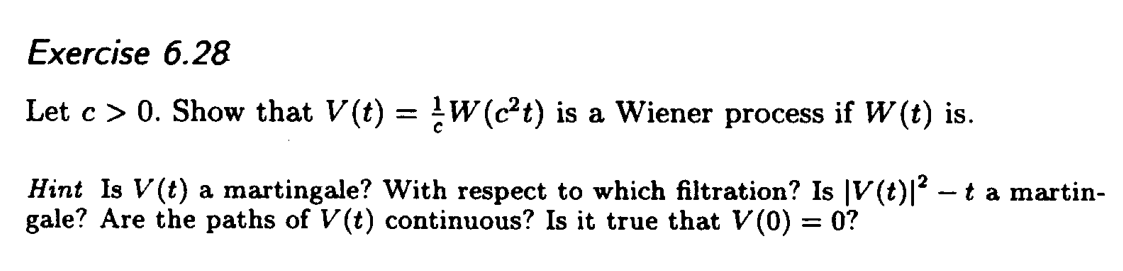 Exercise 6.28
Let c > 0. Show that V(t) = \frac{1}{c}W(c²t) is a Wiener process if W(t) is.
Hint Is V(t) a martingale? With respect to which filtration? Is |V(t)|² − t a martin-
gale? Are the paths of V(t) continuous? Is it true that V(0) = 0?